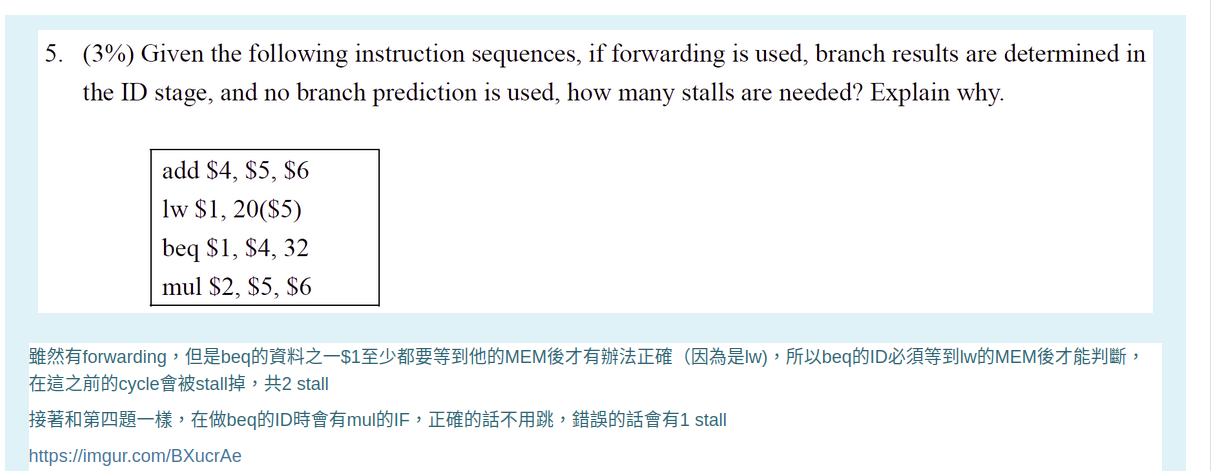 5. (3%) Given the following instruction sequences, if forwarding is used, branch results are determined in
the ID stage, and no branch prediction is used, how many stalls are needed? Explain why.
add $4, $5, $6
lw $1, 20($5)
beq $1, $4, 32
mul $2, $5, $6
雖然有forwarding，但是beq的資料之一$1至少都要等到他的MEM後才有辦法正確（因為是lw)，所以beq的ID必須等到lw的MEM後才能判斷，
在這之前的cycle會被stall掉，共2 stall
接著和第四題一樣，在做beq的ID時會有mul的IF，正確的話不用跳，錯誤的話會有1 stall
https://imgur.com/BXucrAe